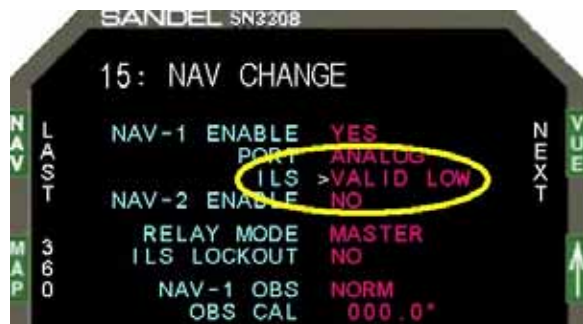 SANDEL SN3308
15: NAV CHANGE
NAV-1 ENABLE YES
PORT ANALOG
ILS >VALID LOW
NAV-2 ENABLE NO
RELAY MODE MASTER
ILS LOCKOUT NO
NAV-1 OBS NORM
OBS CAL 000.0°
NAV
LAST
MAP
360
NEXT
VUE